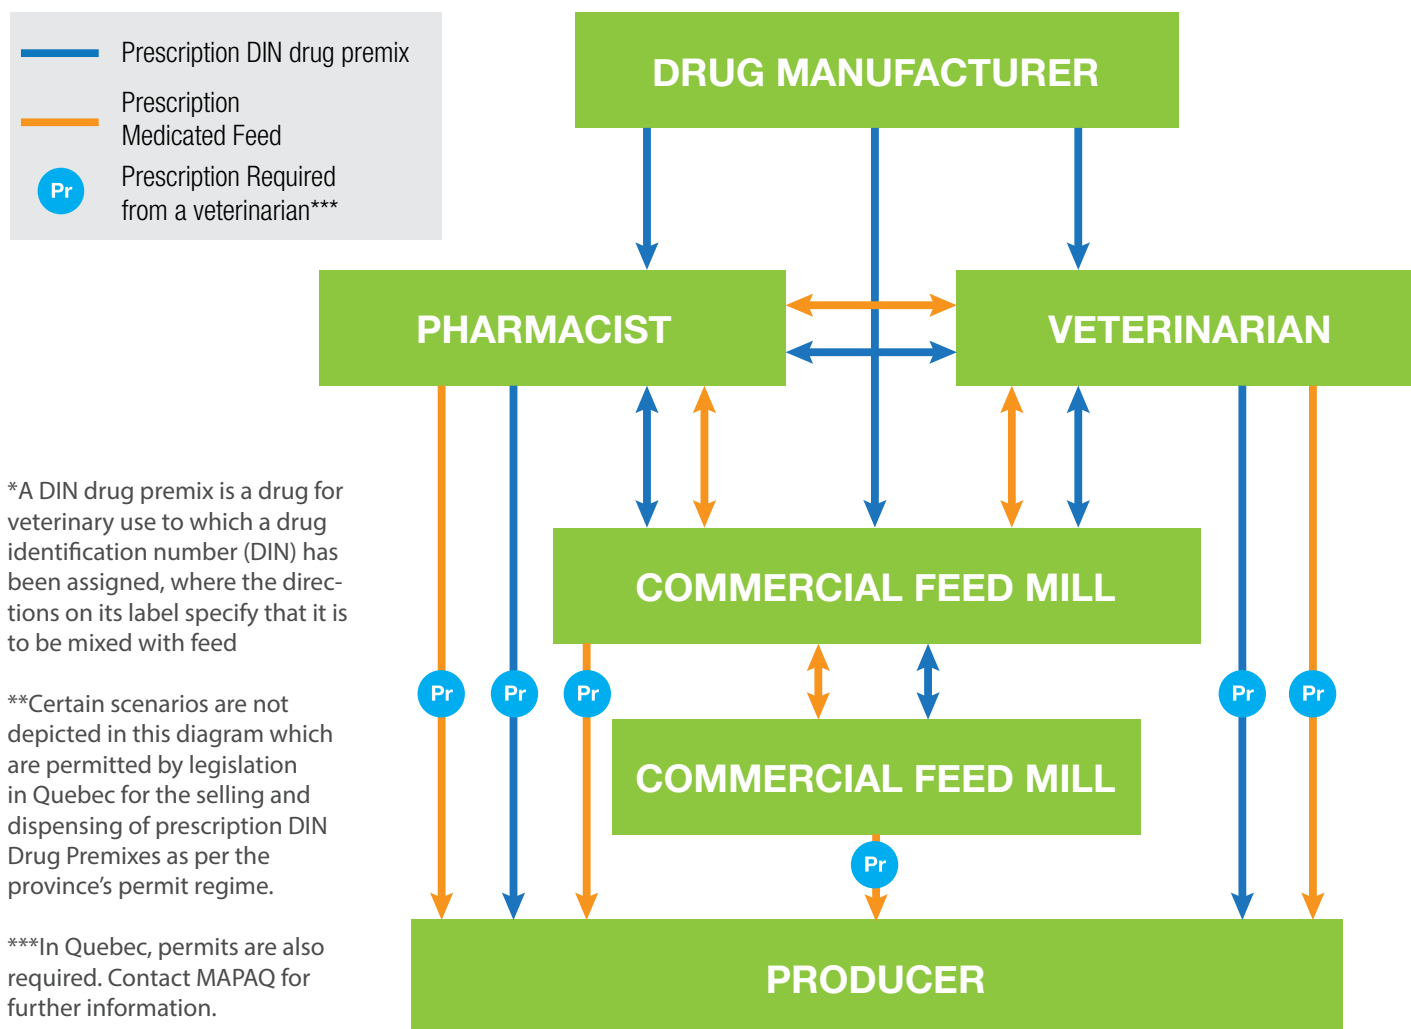 Prescription DIN drug premix
Prescription
Medicated Feed
Pr
Prescription Required
from a veterinarian***
DRUG MANUFACTURER
PHARMACIST
VETERINARIAN
*A DIN drug premix is a drug for
veterinary use to which a drug
identification number (DIN) has
been assigned, where the direc-
tions on its label specify that it is
to be mixed with feed
**Certain scenarios are not
depicted in this diagram which
are permitted by legislation
in Quebec for the selling and
dispensing of prescription DIN
Drug Premixes as per the
province's permit regime.
***In Quebec, permits are also
required. Contact MAPAQ for
further information.
COMMERCIAL FEED MILL
Pr
Pr
Pr
Pr
Pr
COMMERCIAL FEED MILL
Pr
PRODUCER